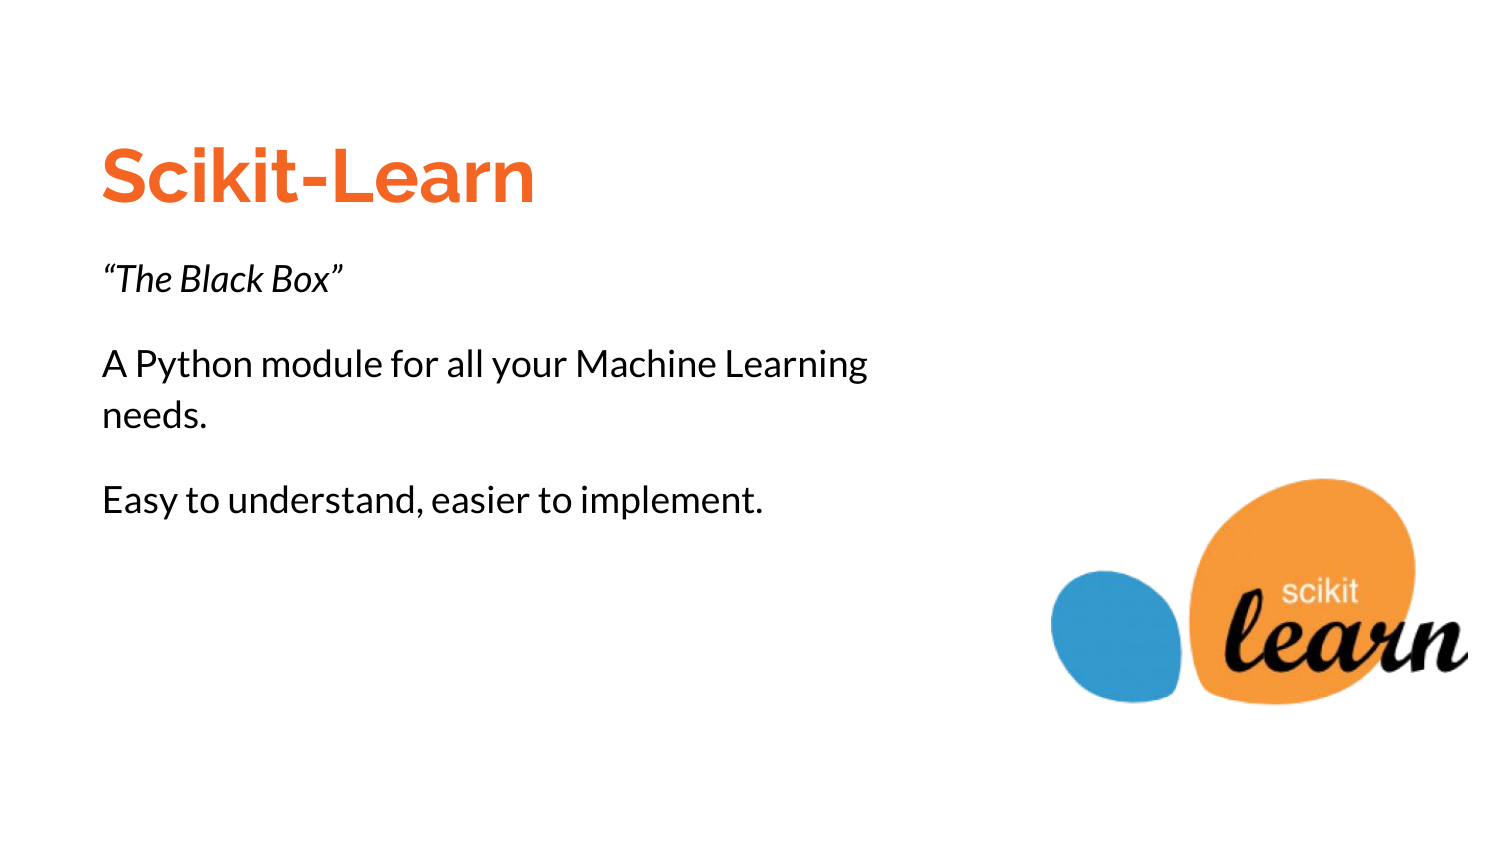 Scikit-Learn
“The Black Box”
A Python module for all your Machine Learning
needs.
Easy to understand, easier to implement.
scikit
learn